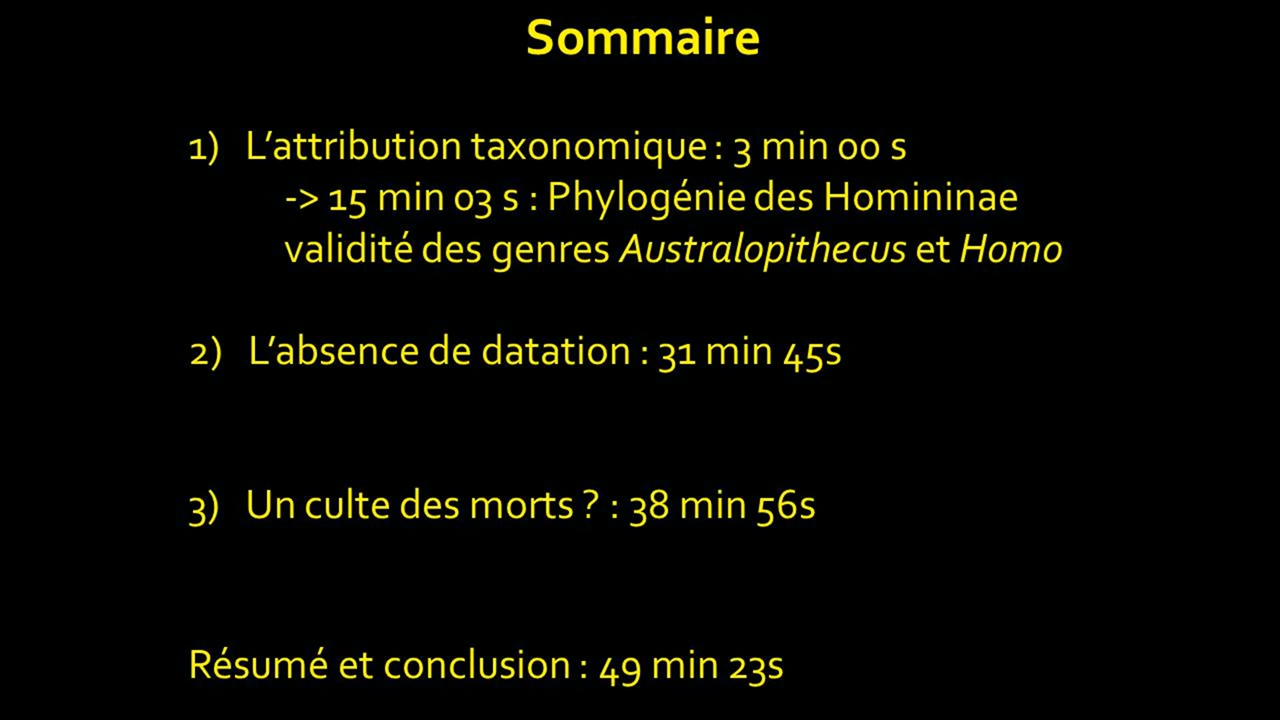 Sommaire
1) L’attribution taxonomique : 3 min 00 s
-> 15 min 03 s : Phylogénie des Homininae
validité des genres Australopithecus et Homo
2) L’absence de datation : 31 min 45s
3) Un culte des morts ? : 38 min 56s
Résumé et conclusion : 49 min 23s